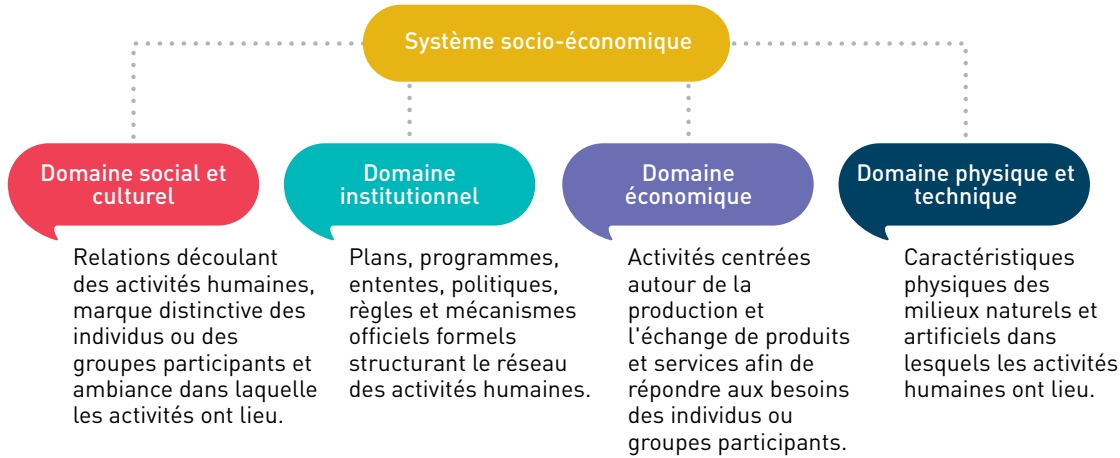 Système socio-économique
Domaine social et
culturel
Relations découlant
des activités humaines,
marque distinctive des
individus ou des
groupes participants et
ambiance dans laquelle
les activités ont lieu.
Domaine
institutionnel
Plans, programmes,
ententes, politiques,
règles et mécanismes
officiels formels
structurant le réseau
des activités humaines.
Domaine
économique
Activités centrées
autour de la
production et
l'échange de produits
et services afin de
répondre aux besoins
des individus ou
groupes participants.
Domaine physique et
technique
Caractéristiques
physiques des
milieux naturels et
artificiels dans
lesquels les activités
humaines ont lieu.